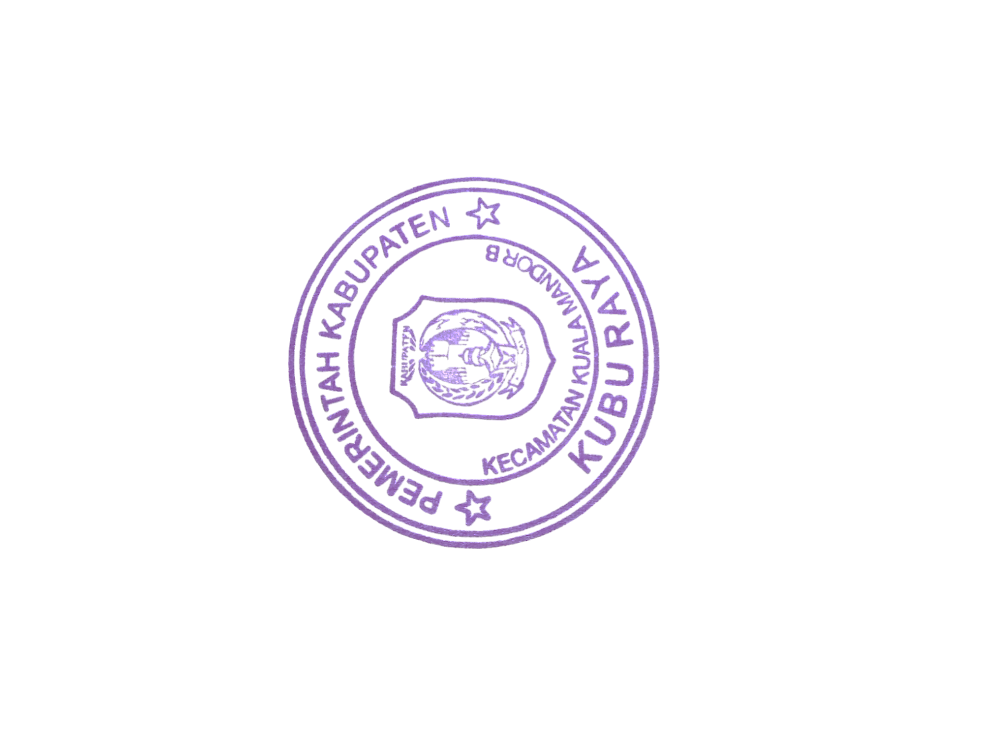 PEMERINTAH KABUPATEN
KUBU RAYA
KECAMATAN KUALA MANDOR B
KABUPATEN